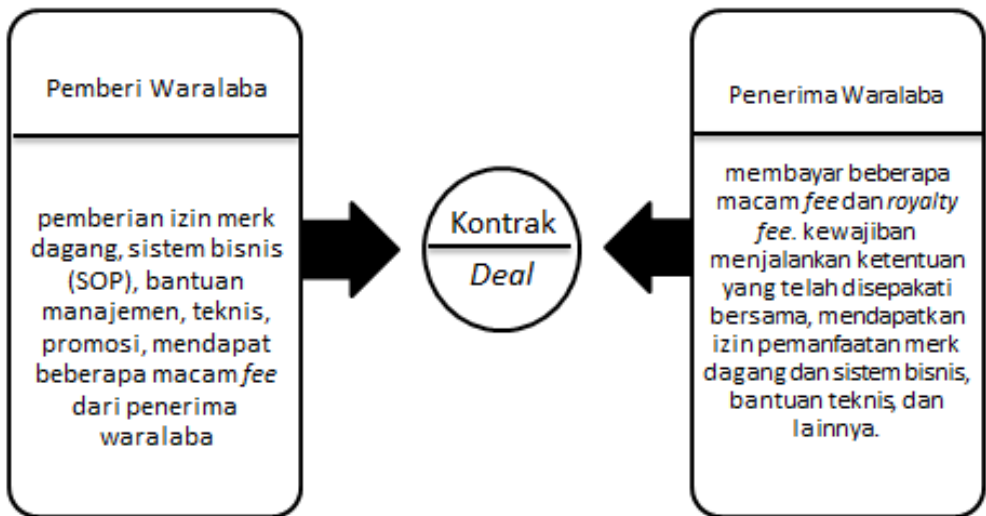 Pemberi Waralaba
pemberian izin merk
dagang, sistem bisnis
(SOP), bantuan
manajemen, teknis,
promosi, mendapat
beberapa macam fee
dari penerima
waralaba
Kontrak
Deal
Penerima Waralaba
membayar beberapa
macam fee dan royalty
fee. kewajiban
menjalankan ketentuan
yang telah disepakati
bersama, mendapatkan
izin pemanfaatan merk
dagang dan sistem bisnis,
bantuan teknis, dan
lainnya.